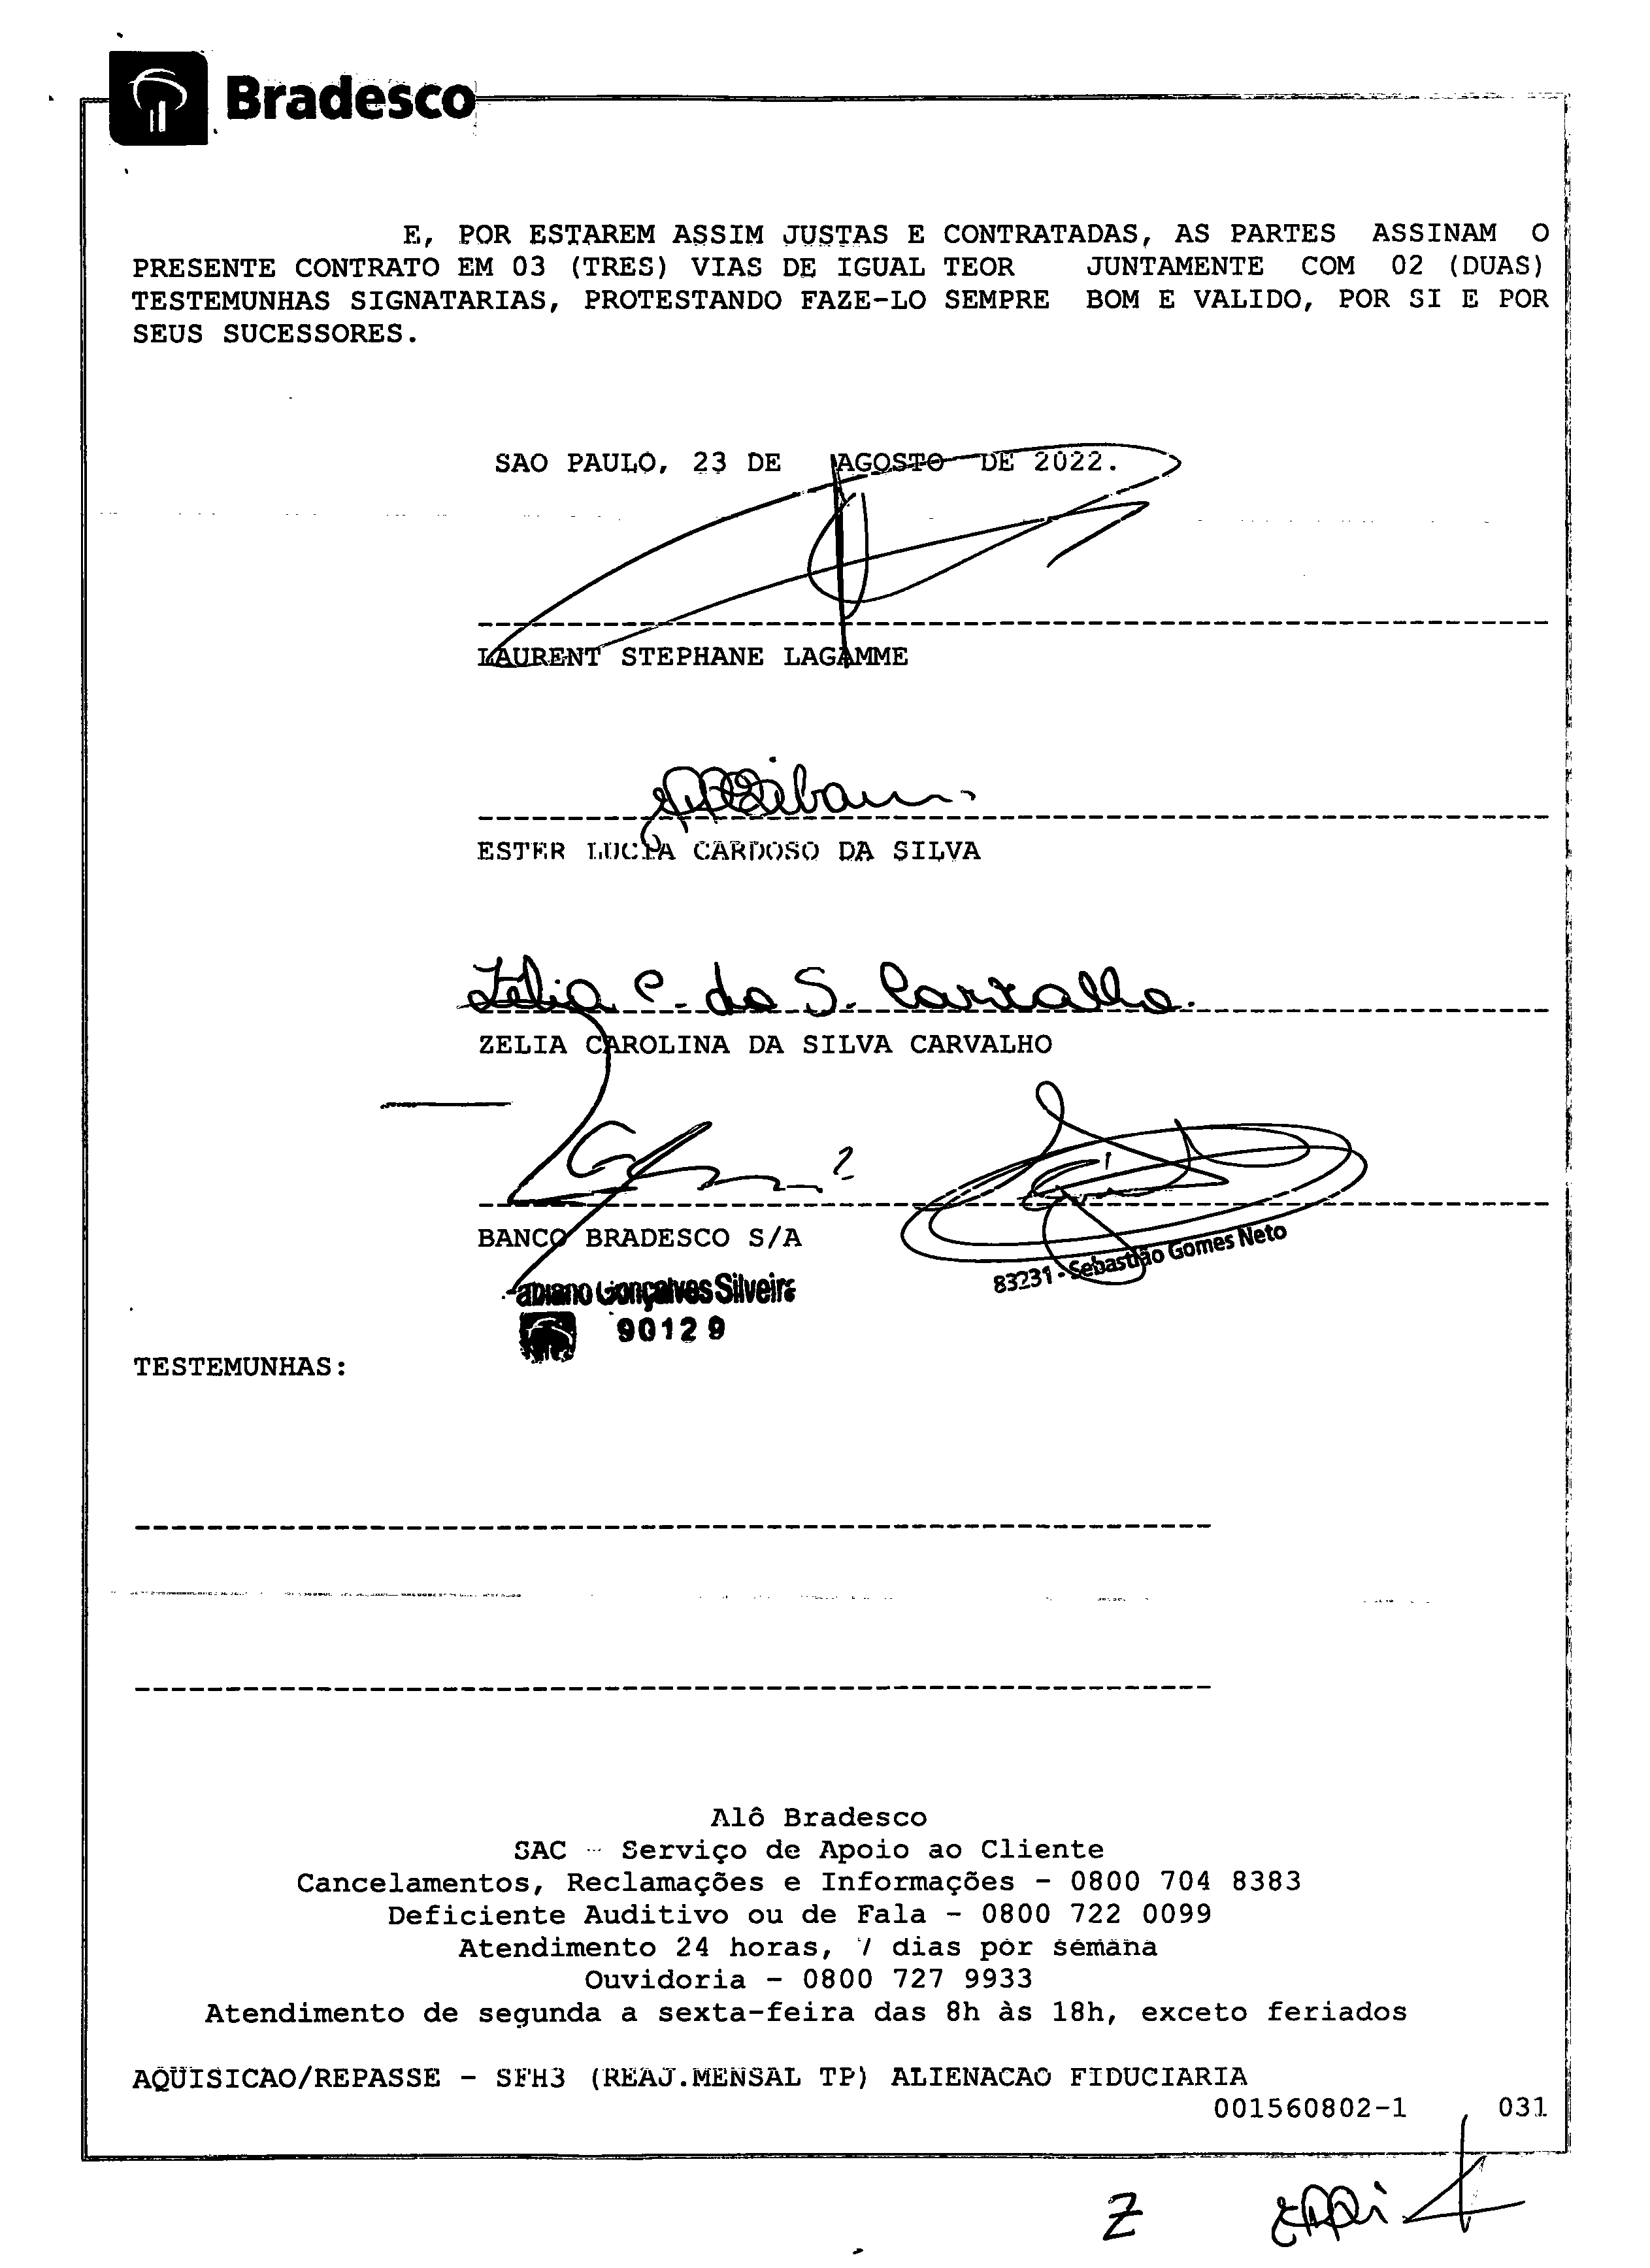 Bradesco
E, POR ESTAREM ASSIM JUSTAS E CONTRATADAS, AS PARTES ASSINAM O
PRESENTE CONTRATO EM 03 (TRES) VIAS DE IGUAL TEOR JUNTAMENTE COM 02 (DUAS)
TESTEMUNHAS SIGNATARIAS, PROTESTANDO FAZE-LO SEMPRE BOM E VALIDO, POR SI E POR
SEUS SUCESSORES.
SAO PAULO, 23 DE AGOSTO DE 2022.
LAURENT STEPHANE LAGAMME
ESTER LUCIA CARDOSO DA SILVA
Zelia C. da S. Carvalho.
ZELIA CAROLINA DA SILVA CARVALHO
BANCO BRADESCO S/A
83231 - Sebastião Gomes Neto
abiano Gonçalves Silveira
90129
TESTEMUNHAS:
Alô Bradesco
SAC - Serviço de Apoio ao Cliente
Cancelamentos, Reclamações e Informações - 0800 704 8383
Deficiente Auditivo ou de Fala - 0800 722 0099
Atendimento 24 horas, 7 dias por semana
Ouvidoria - 0800 727 9933
Atendimento de segunda a sexta-feira das 8h às 18h, exceto feriados
AQUISICAO/REPASSE - SFH3 (REAJ.MENSAL TP) ALIENACAO FIDUCIARIA
001560802-1 031
Z